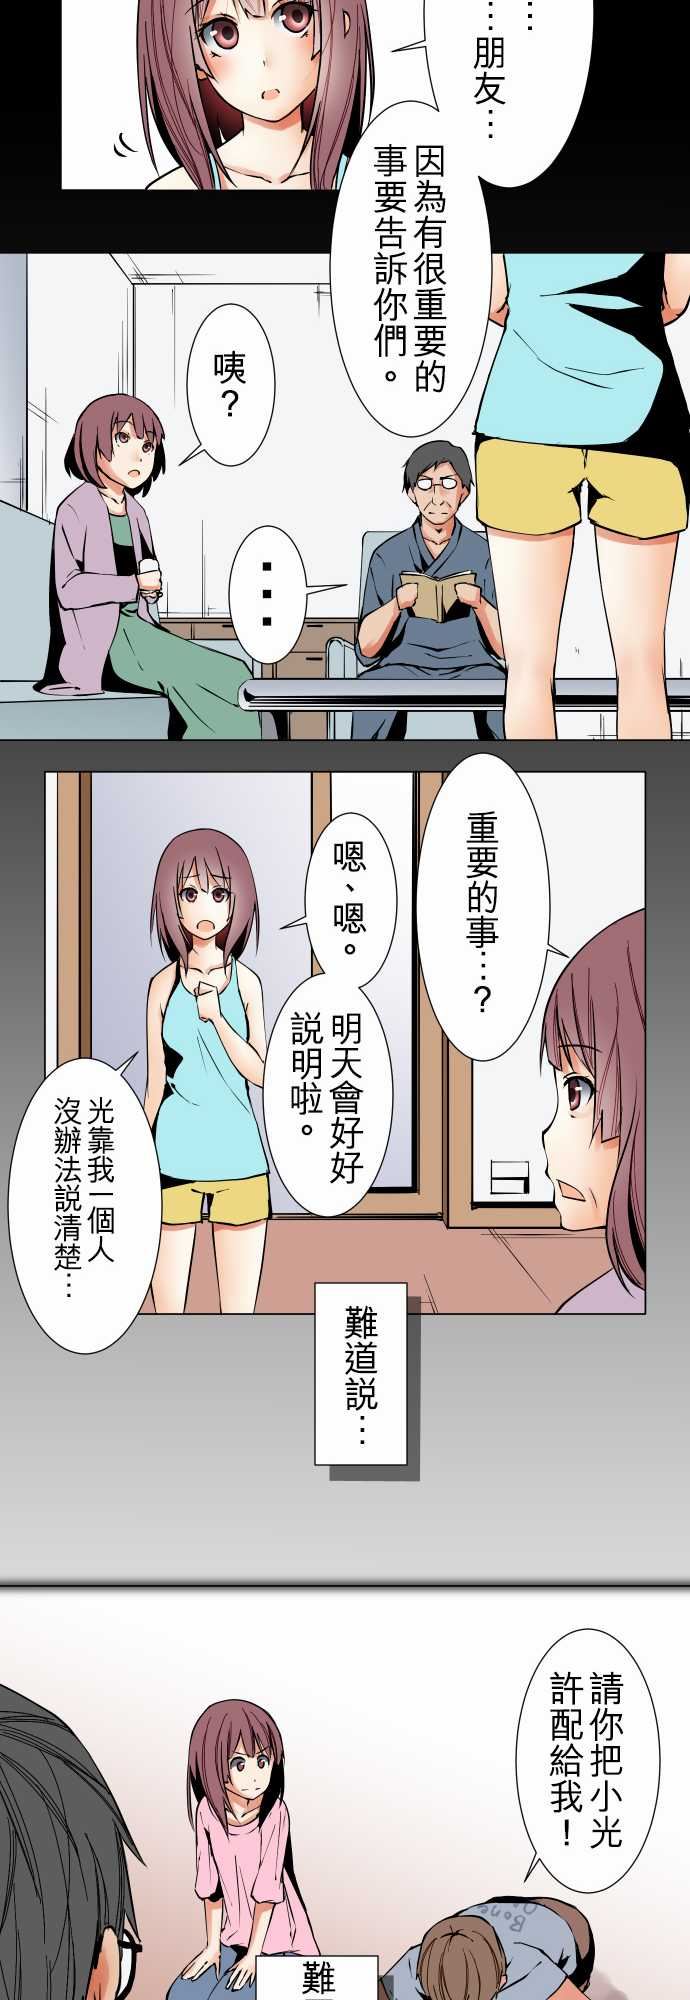 ……
…朋友…
因為有很重要的
事要告訴你們。
咦？
…
重要的事…？
嗯、嗯。
明天會好好
說明啦。
光靠我一個人
沒辦法說清楚…
難道說…
請你把小光
許配給我！
Bone
難